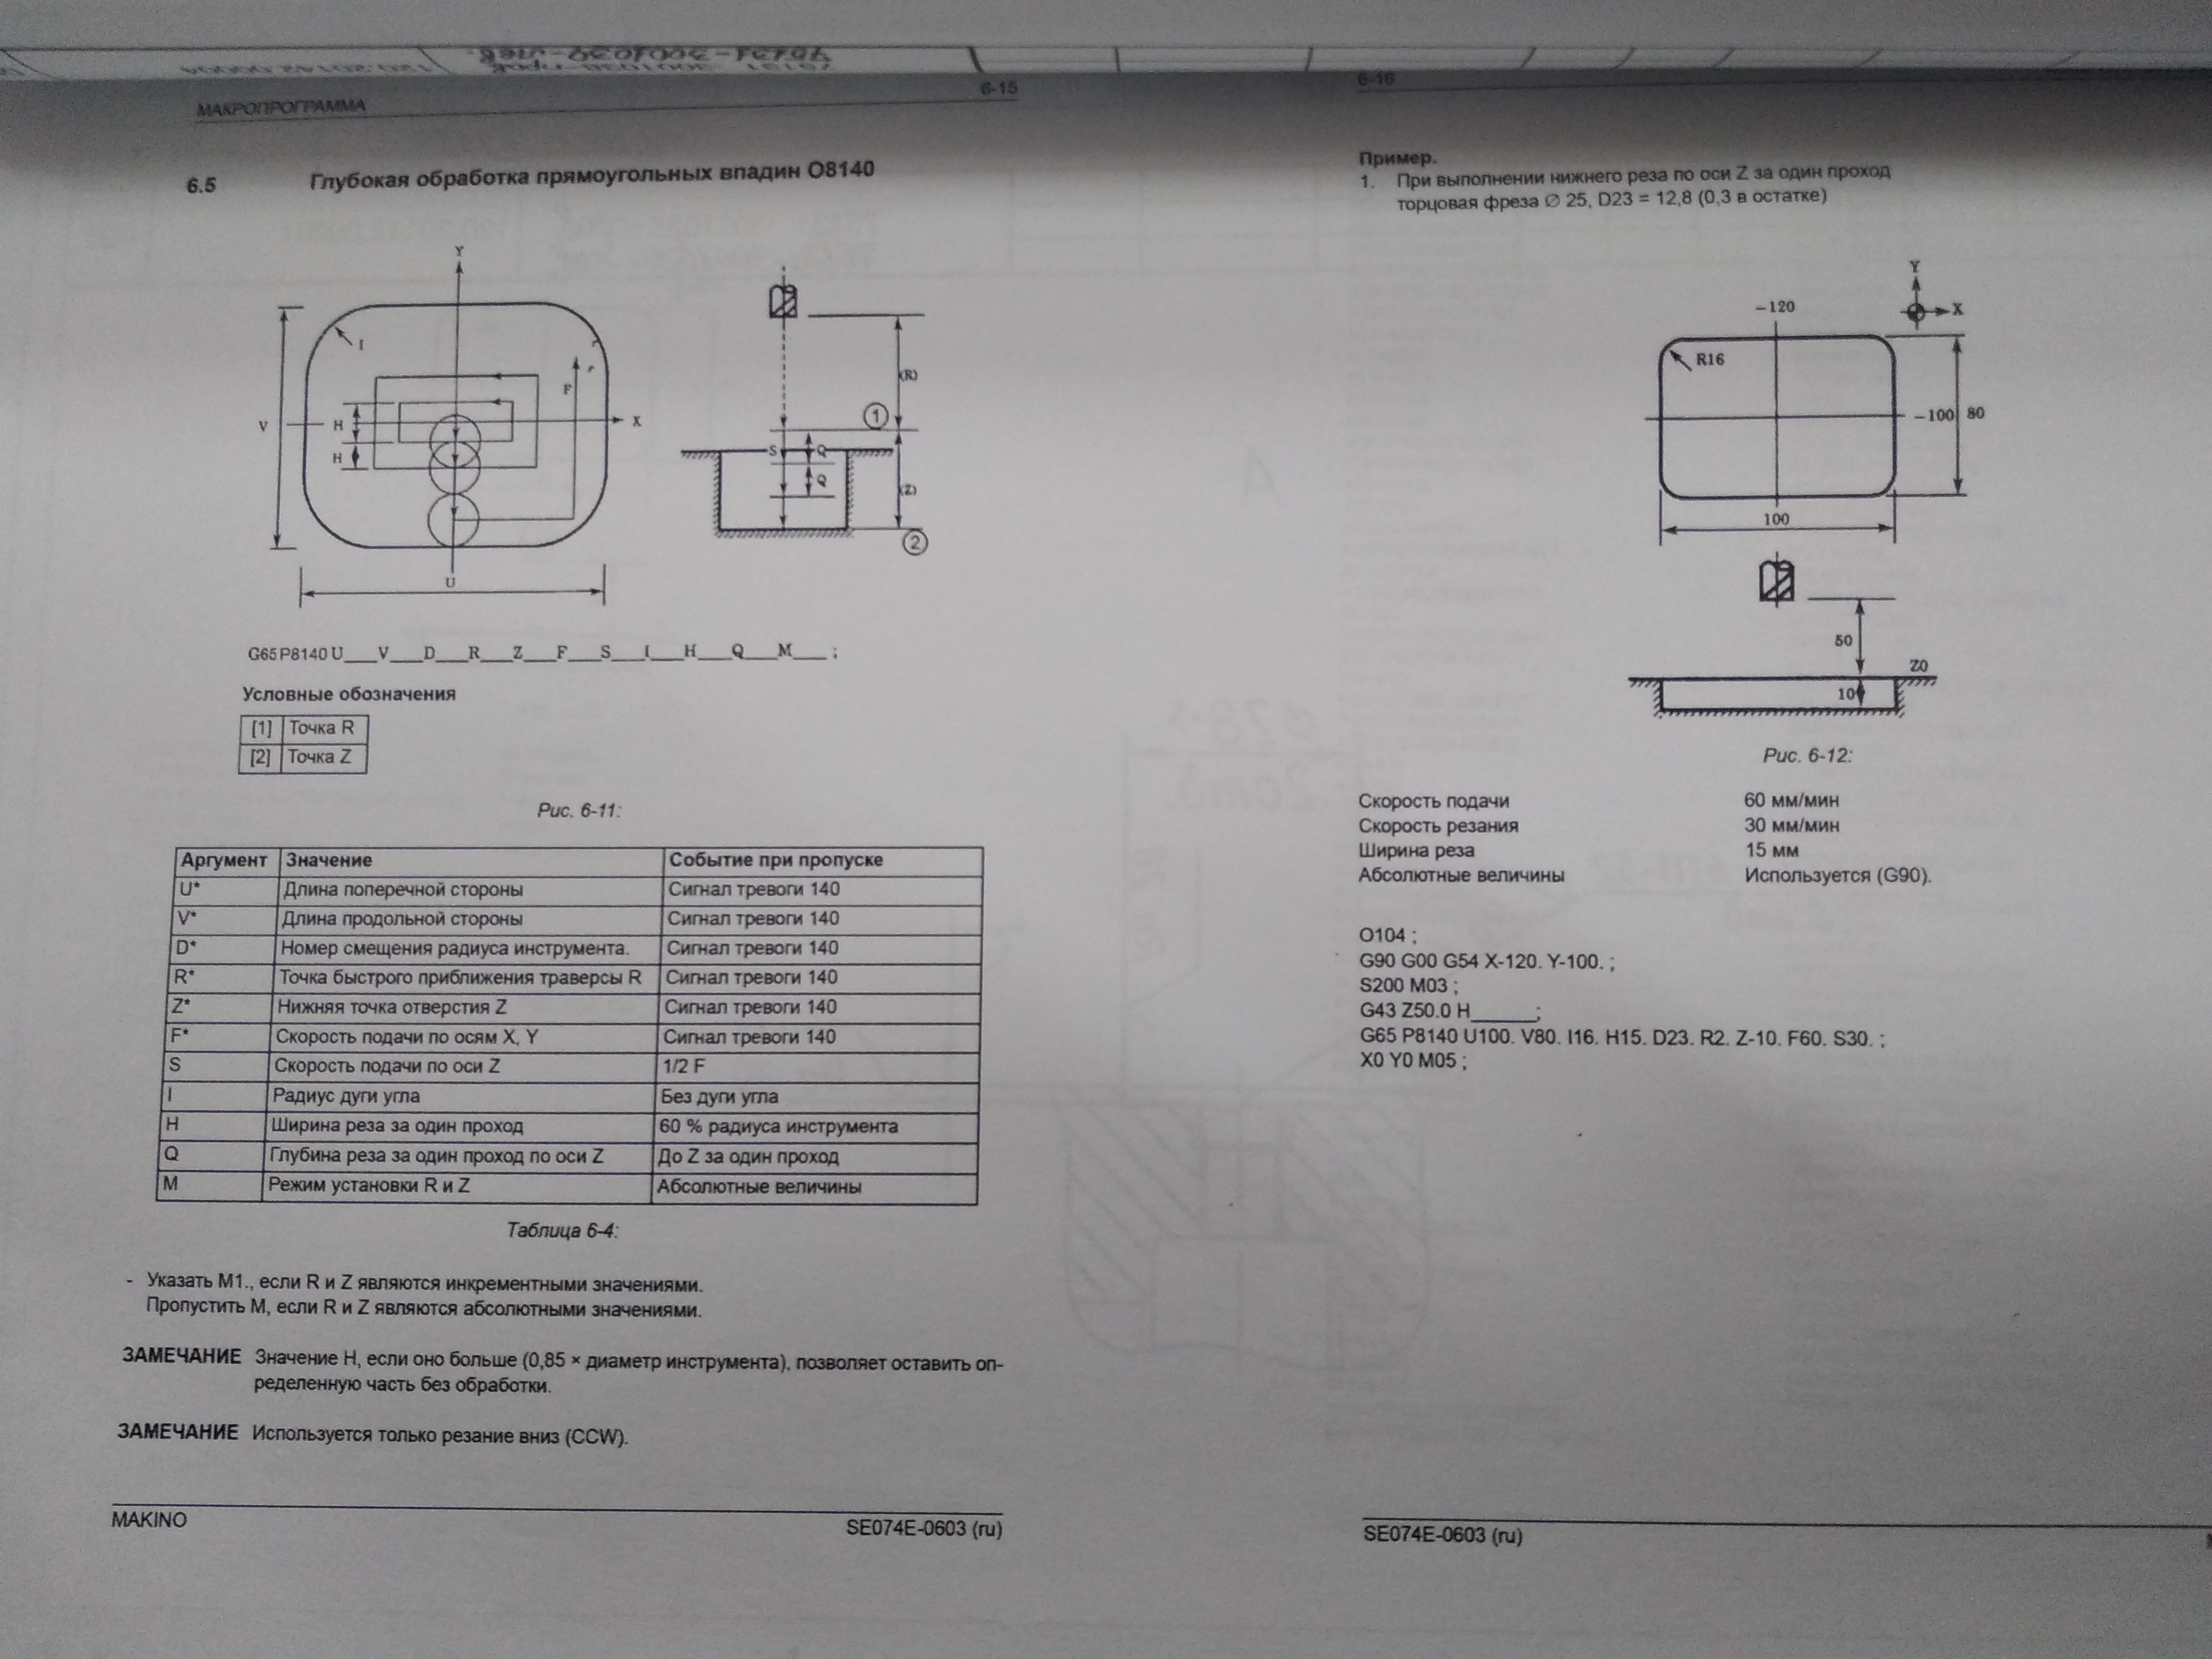 МАКРОПРОГРАММА
6-15
6.5 Глубокая обработка прямоугольных впадин O8140
Y
I
F
r
V
H
X
H
U
(R)
1
S
Q
Q
(Z)
2
G65 P8140 U___V___D___R___Z___F___S___I___H___Q___M___ ;
Условные обозначения
[1] Точка R
[2] Точка Z
Рис. 6-11:
Аргумент Значение Событие при пропуске
U* Длина поперечной стороны Сигнал тревоги 140
V* Длина продольной стороны Сигнал тревоги 140
D* Номер смещения радиуса инструмента. Сигнал тревоги 140
R* Точка быстрого приближения траверсы R Сигнал тревоги 140
Z* Нижняя точка отверстия Z Сигнал тревоги 140
F* Скорость подачи по осям X, Y Сигнал тревоги 140
S Скорость подачи по оси Z 1/2 F
I Радиус дуги угла Без дуги угла
H Ширина реза за один проход 60 % радиуса инструмента
Q Глубина реза за один проход по оси Z До Z за один проход
M Режим установки R и Z Абсолютные величины
Таблица 6-4:
- Указать M1., если R и Z являются инкрементными значениями.
Пропустить M, если R и Z являются абсолютными значениями.
ЗАМЕЧАНИЕ Значение H, если оно больше (0,85 × диаметр инструмента), позволяет оставить оп-
ределенную часть без обработки.
ЗАМЕЧАНИЕ Используется только резание вниз (CCW).
MAKINO
SE074E-0603 (ru)
6-16
Пример.
1. При выполнении нижнего реза по оси Z за один проход
торцовая фреза ∅ 25, D23 = 12,8 (0,3 в остатке)
Y
X
-120
R16
-100
80
100
50
Z0
10
Рис. 6-12:
Скорость подачи 60 мм/мин
Скорость резания 30 мм/мин
Ширина реза 15 мм
Абсолютные величины Используется (G90).
O104 ;
G90 G00 G54 X-120. Y-100. ;
S200 M03 ;
G43 Z50.0 H______;
G65 P8140 U100. V80. I16. H15. D23. R2. Z-10. F60. S30. ;
X0 Y0 M05 ;
SE074E-0603 (ru)